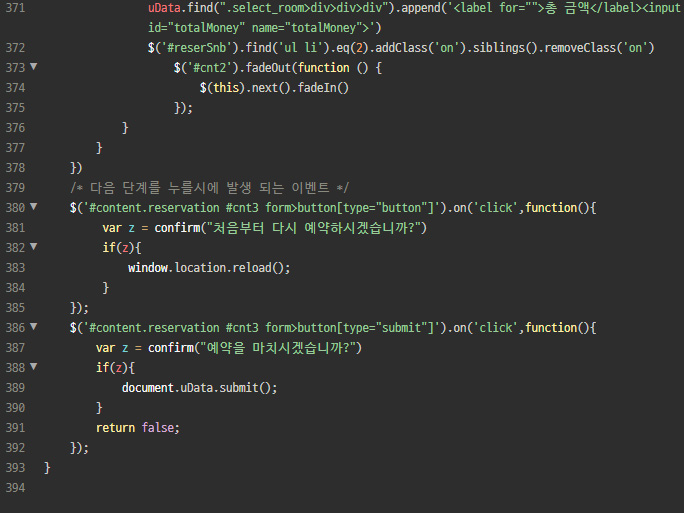 371 uData.find(".select_room>div>div>div").append('<label for="">총 금액</label><input
id="totalMoney" name="totalMoney">')
372 $('#reserSnb').find('ul li').eq(2).addClass('on').siblings().removeClass('on')
373 $('#cnt2').fadeOut(function () {
374 $(this).next().fadeIn()
375 });
376 }
377 }
378 })
379 /* 다음 단계를 누를시에 발생 되는 이벤트 */
380 $('#content.reservation #cnt3 form>button[type="button"]').on('click',function(){
381 var z = confirm("처음부터 다시 예약하시겠습니까?")
382 if(z){
383 window.location.reload();
384 }
385 });
386 $('#content.reservation #cnt3 form>button[type="submit"]').on('click',function(){
387 var z = confirm("예약을 마치시겠습니까?")
388 if(z){
389 document.uData.submit();
390 }
391 return false;
392 });
393 }
394